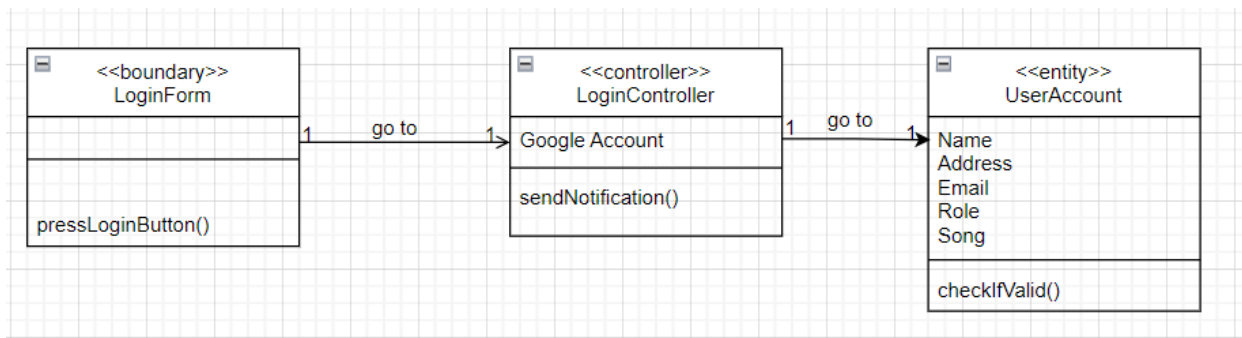 <<boundary>>
LoginForm
pressLoginButton()
1
go to
1
<<controller>>
LoginController
Google Account
sendNotification()
1
go to
1
<<entity>>
UserAccount
Name
Address
Email
Role
Song
checkIfValid()